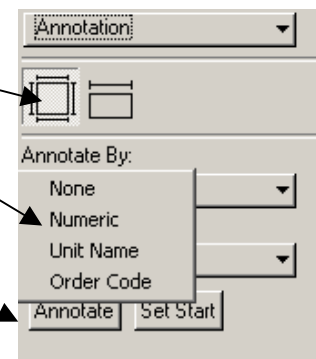 Annotation
Annotate By:
None
Numeric
Unit Name
Order Code
Annotate Set Start